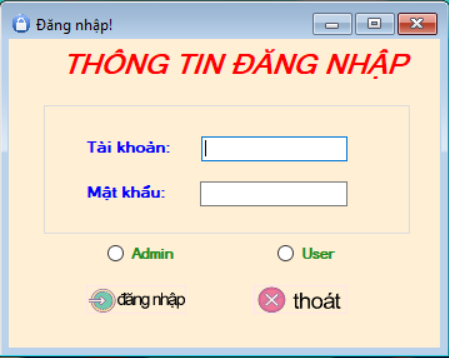 Đăng nhập!
THÔNG TIN ĐĂNG NHẬP
Tài khoản:
Mật khẩu:
Admin User
đăng nhập thoát